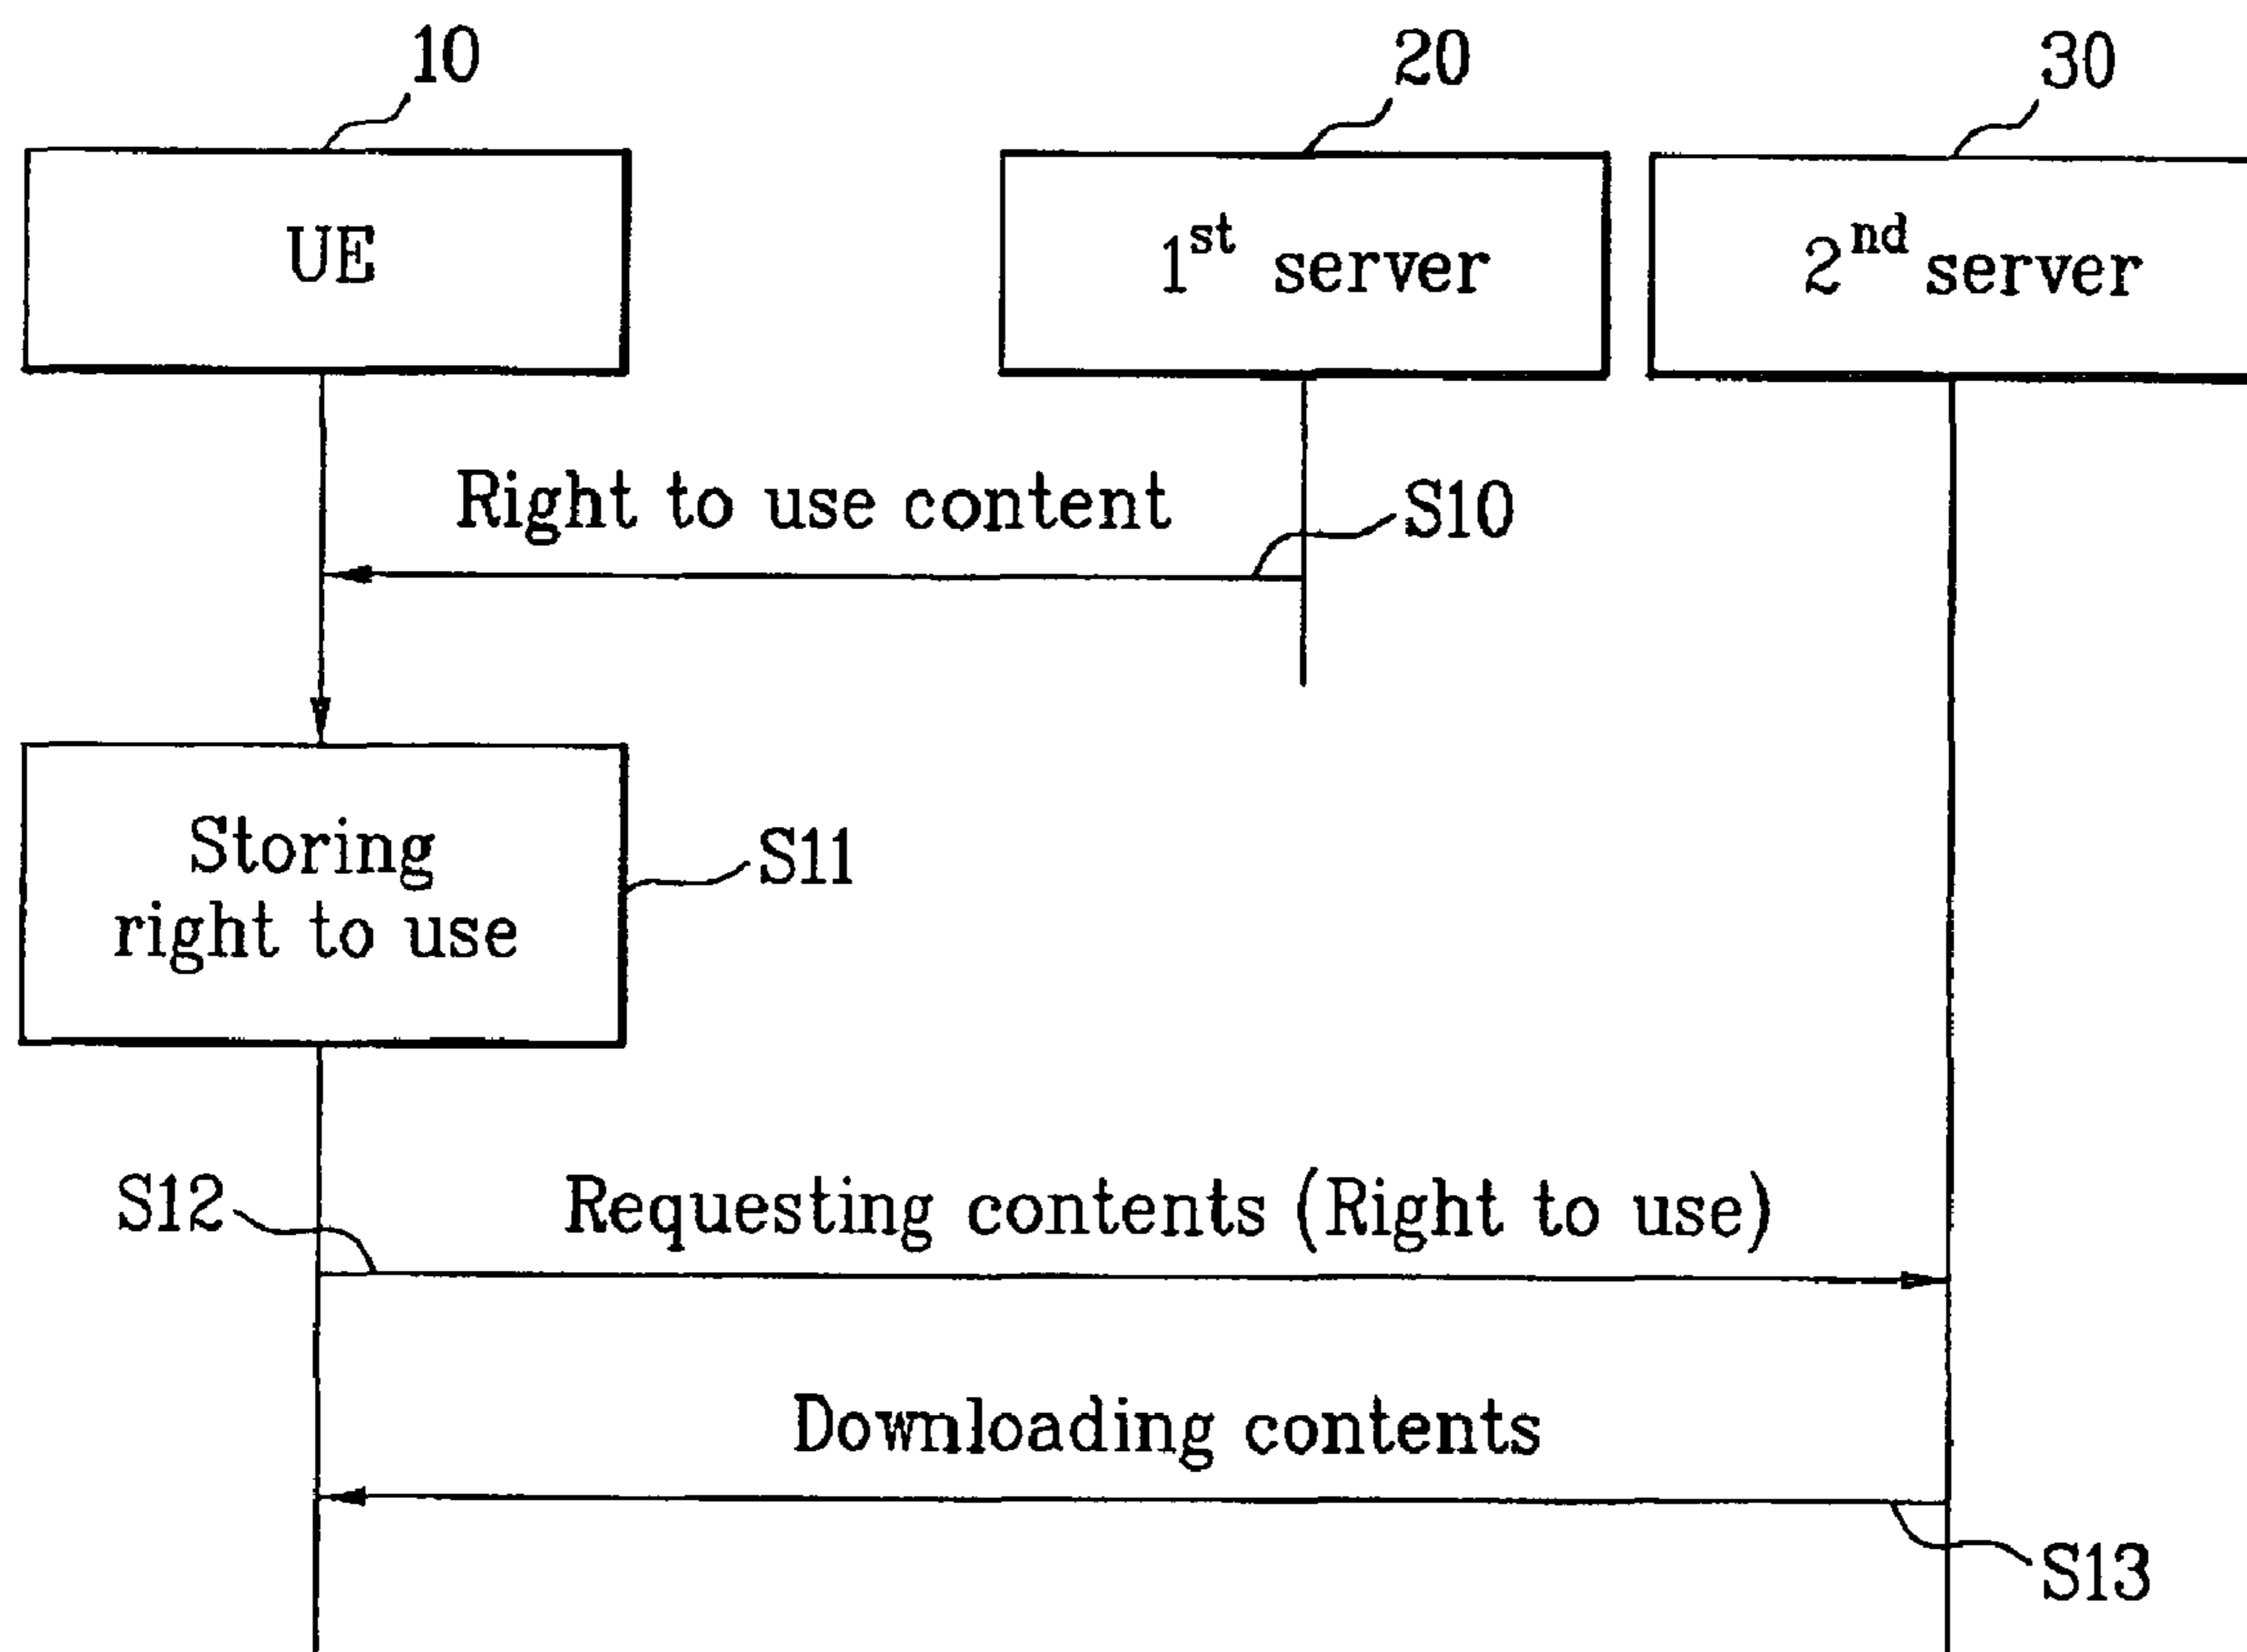 10
20
30
UE
1st server
2nd server
Right to use content
S10
Storing
right to use
S11
S12
Requesting contents (Right to use)
Downloading contents
S13